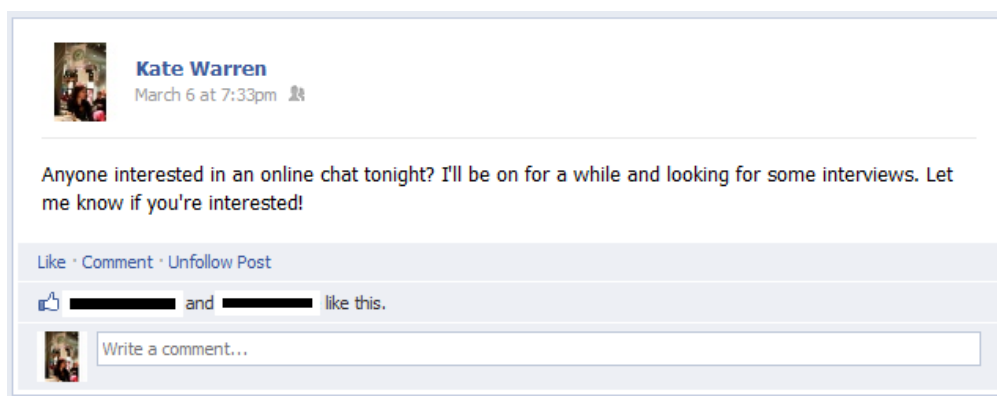 Kate Warren
March 6 at 7:33pm
Anyone interested in an online chat tonight? I'll be on for a while and looking for some interviews. Let
me know if you're interested!
Like · Comment · Unfollow Post
and like this.
Write a comment...